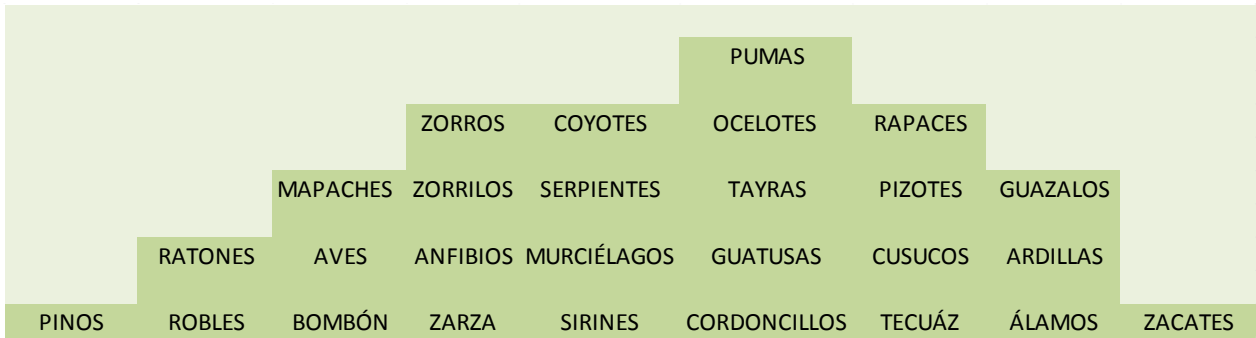 PUMAS
ZORROS COYOTES OCELOTES RAPACES
MAPACHES ZORRILOS SERPIENTES TAYRAS PIZOTES GUAZALOS
RATONES AVES ANFIBIOS MURCIÉLAGOS GUATUSAS CUSUCOS ARDILLAS
PINOS ROBLES BOMBÓN ZARZA SIRINES CORDONCILLOS TECUÁZ ÁLAMOS ZACATES